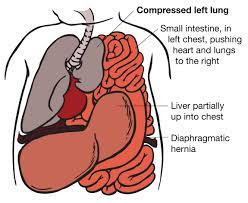 Compressed left lung
Small intestine, in
left chest, pushing
heart and lungs
to the right
Liver partially
up into chest
Diaphragmatic
hernia